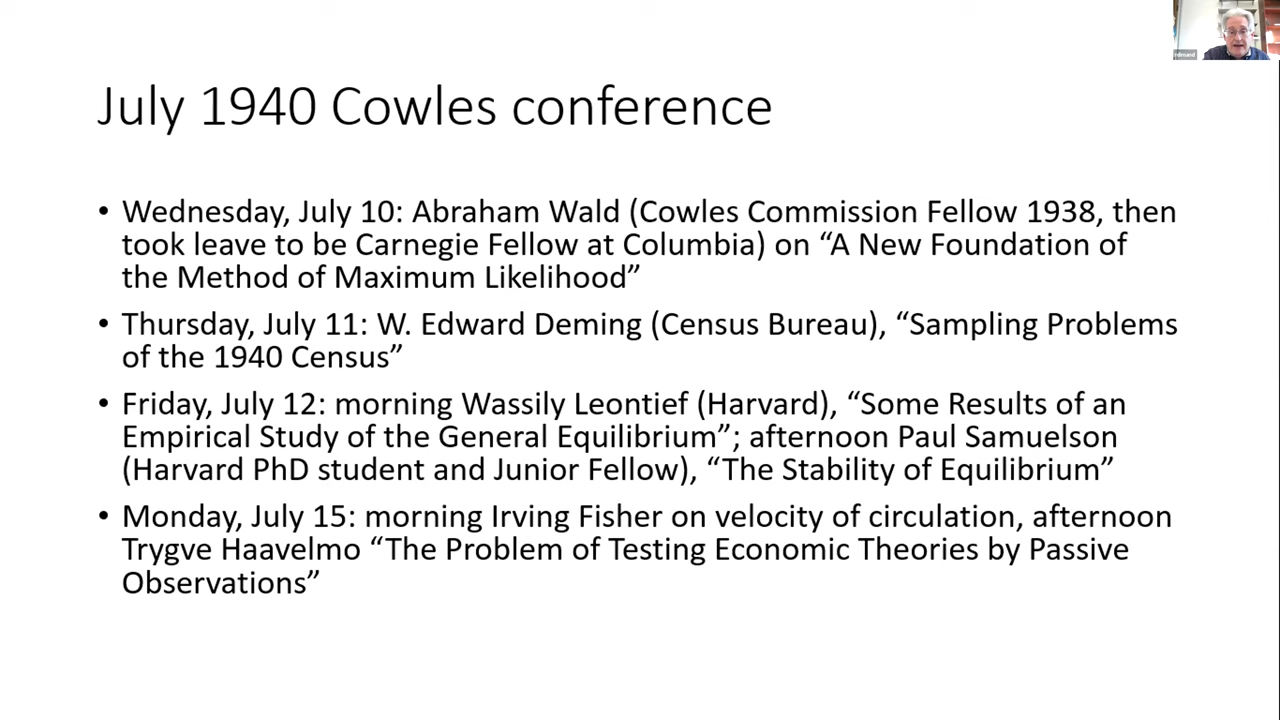 July 1940 Cowles conference
• Wednesday, July 10: Abraham Wald (Cowles Commission Fellow 1938, then
took leave to be Carnegie Fellow at Columbia) on “A New Foundation of
the Method of Maximum Likelihood”
• Thursday, July 11: W. Edward Deming (Census Bureau), “Sampling Problems
of the 1940 Census”
• Friday, July 12: morning Wassily Leontief (Harvard), “Some Results of an
Empirical Study of the General Equilibrium”; afternoon Paul Samuelson
(Harvard PhD student and Junior Fellow), “The Stability of Equilibrium”
• Monday, July 15: morning Irving Fisher on velocity of circulation, afternoon
Trygve Haavelmo “The Problem of Testing Economic Theories by Passive
Observations”